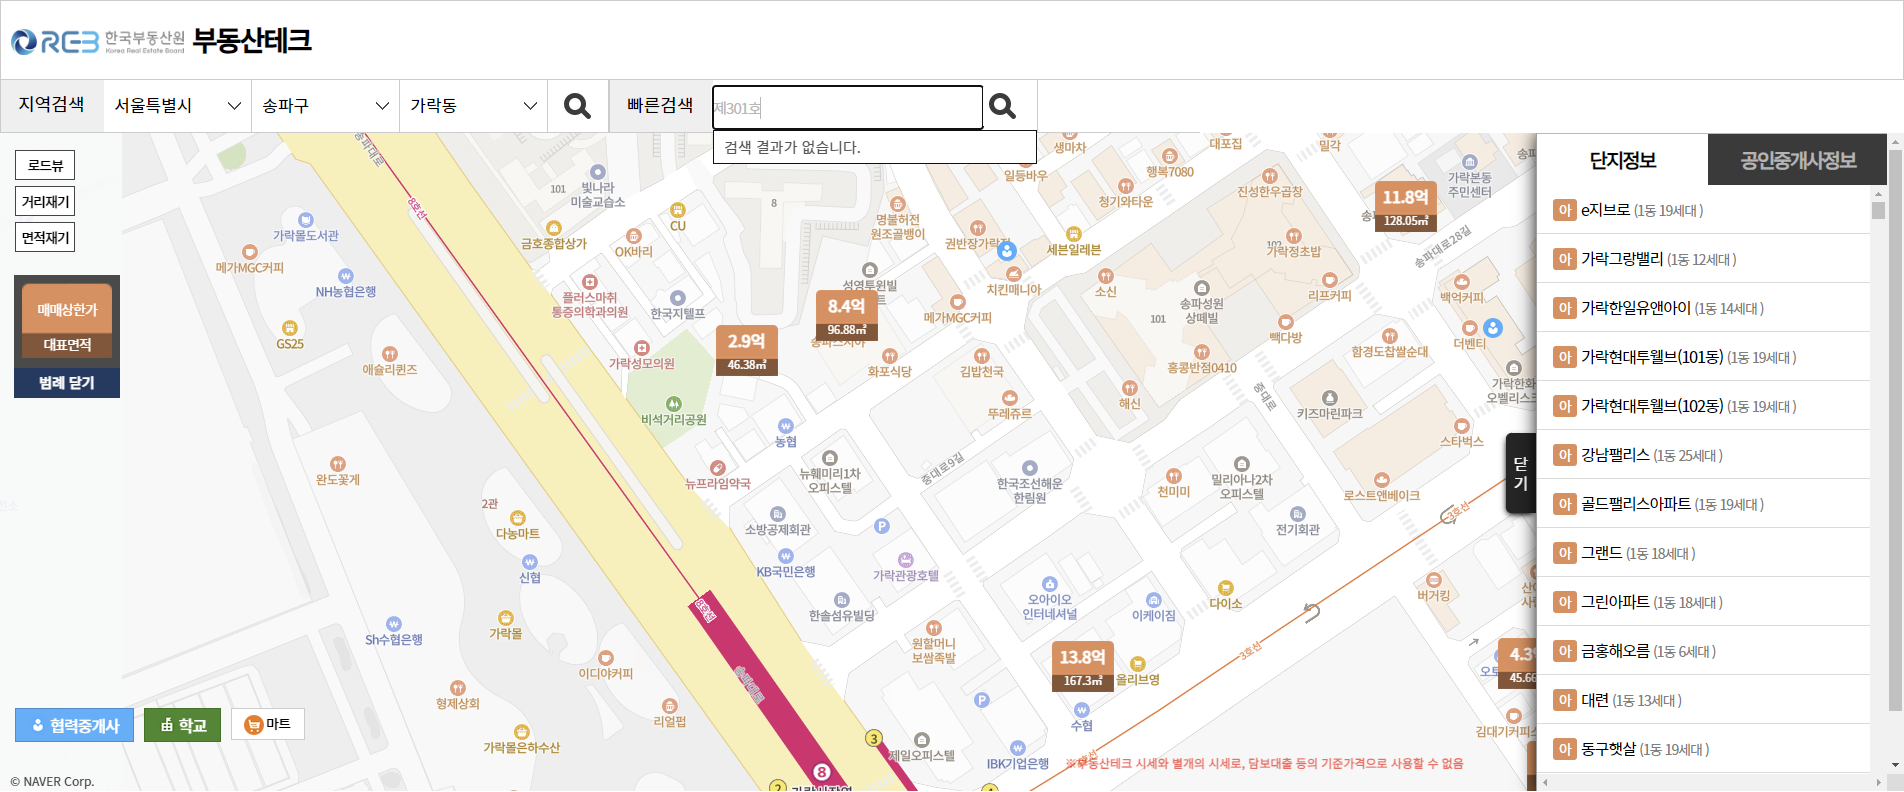 REB 한국부동산원 Korea Real Estate Board 부동산테크
지역검색 서울특별시 송파구 가락동 빠른검색 제301호
검색 결과가 없습니다.
로드뷰
거리재기
면적재기
매매상한가
대표면적
범례 닫기
송파대로
8호선
101
빛나라
미술교습소
8
CU
금호종합상가
OK바리
가락몰도서관
메가MGC커피
NH농협은행
플러스마취
통증의학과의원
한국지텔프
GS25
애슐리퀸즈
가락성모의원
비석거리공원
농협
생마차
대포집
밀각
일등바우
행복7080
청기와타운
진성한우곱창
가락본동
주민센터
명불허전
원조골뱅이
권반장가락점
세븐일레븐
102
가락정초밥
11.8억
128.05㎡
송파대로28길
성영투윈빌
8.4억
96.88㎡
2.9억
46.38㎡
치킨매니아
메가MGC커피
소신
송파성원
상떼빌
101
리프커피
백억커피
빽다방
더벤티
함경도찹쌀순대
화포식당
김밥천국
홍콩반점0410
뚜레쥬르
해신
중대로
키즈마린파크
가락한화
오벨리스크
스타벅스
중대로9길
뉴프라임약국
뉴훼미리1차
오피스텔
한국조선해운
한림원
천미미
밀리아나2차
오피스텔
로스트앤베이크
완도꽃게
2관
다농마트
신협
소방공제회관
P
전기회관
3호선
KB국민은행
가락관광호텔
한솔섬유빌딩
오아이오
인터네셔널
이케이짐
다이소
버거킹
8호선
Sh수협은행
가락몰
원할머니
보쌈족발
3호선
13.8억
167.3㎡
올리브영
4.3
45.66
이디야커피
송파대로
형제상회
리얼펍
P
수협
김대기커피
가락몰은하수산
3
제일오피스텔
IBK기업은행
8
2
협력중개사
학교
마트
※부동산테크 시세와 별개의 시세로, 담보대출 등의 기준가격으로 사용할 수 없음
© NAVER Corp.
닫
기
단지정보 공인중개사정보
아 e지브로 (1동 19세대 )
아 가락그랑밸리 (1동 12세대 )
아 가락한일유앤아이 (1동 14세대 )
아 가락현대투웰브(101동) (1동 19세대 )
아 가락현대투웰브(102동) (1동 19세대 )
아 강남팰리스 (1동 25세대 )
아 골드팰리스아파트 (1동 19세대 )
아 그랜드 (1동 18세대 )
아 그린아파트 (1동 18세대 )
아 금홍해오름 (1동 6세대 )
아 대련 (1동 13세대 )
아 동구햇살 (1동 19세대 )